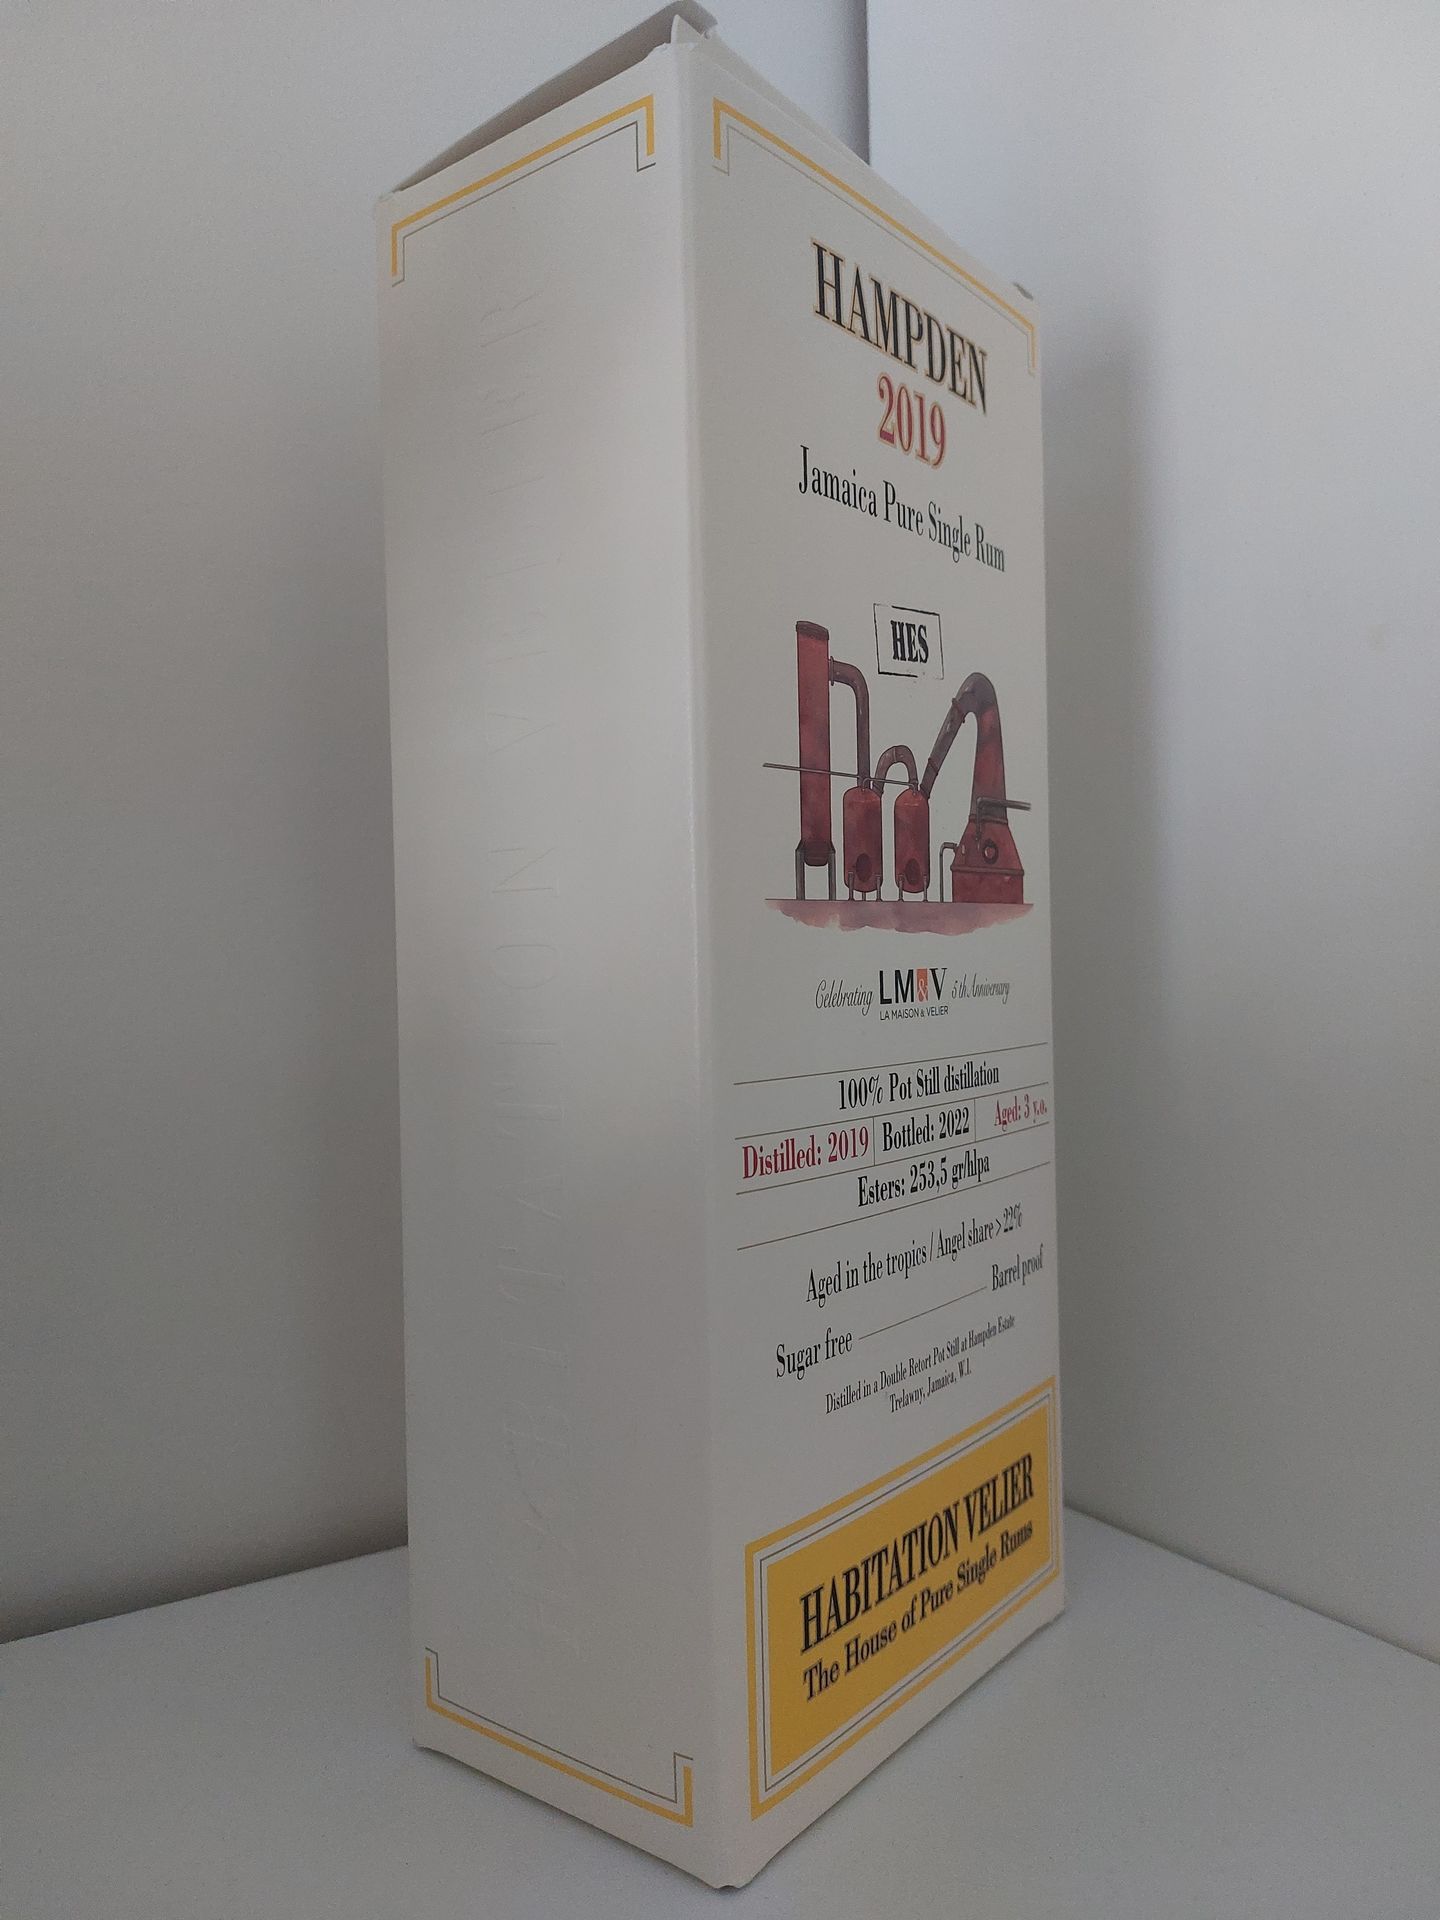 HABITATION VELIER
HAMPDEN
2019
Jamaica Pure Single Rum
HES
Celebrating LM&V 5th Anniversary
LA MAISON & VELIER
100% Pot Still distillation
Distilled: 2019 Bottled: 2022 Aged: 3 y.o.
Esters: 253,5 gr/hlpa
Aged in the tropics / Angel share >22%
Sugar free Barrel proof
Distilled in a Double Retort Pot Still at Hampden Estate
Trelawny, Jamaica, W.I.
HABITATION VELIER
The House of Pure Single Rums